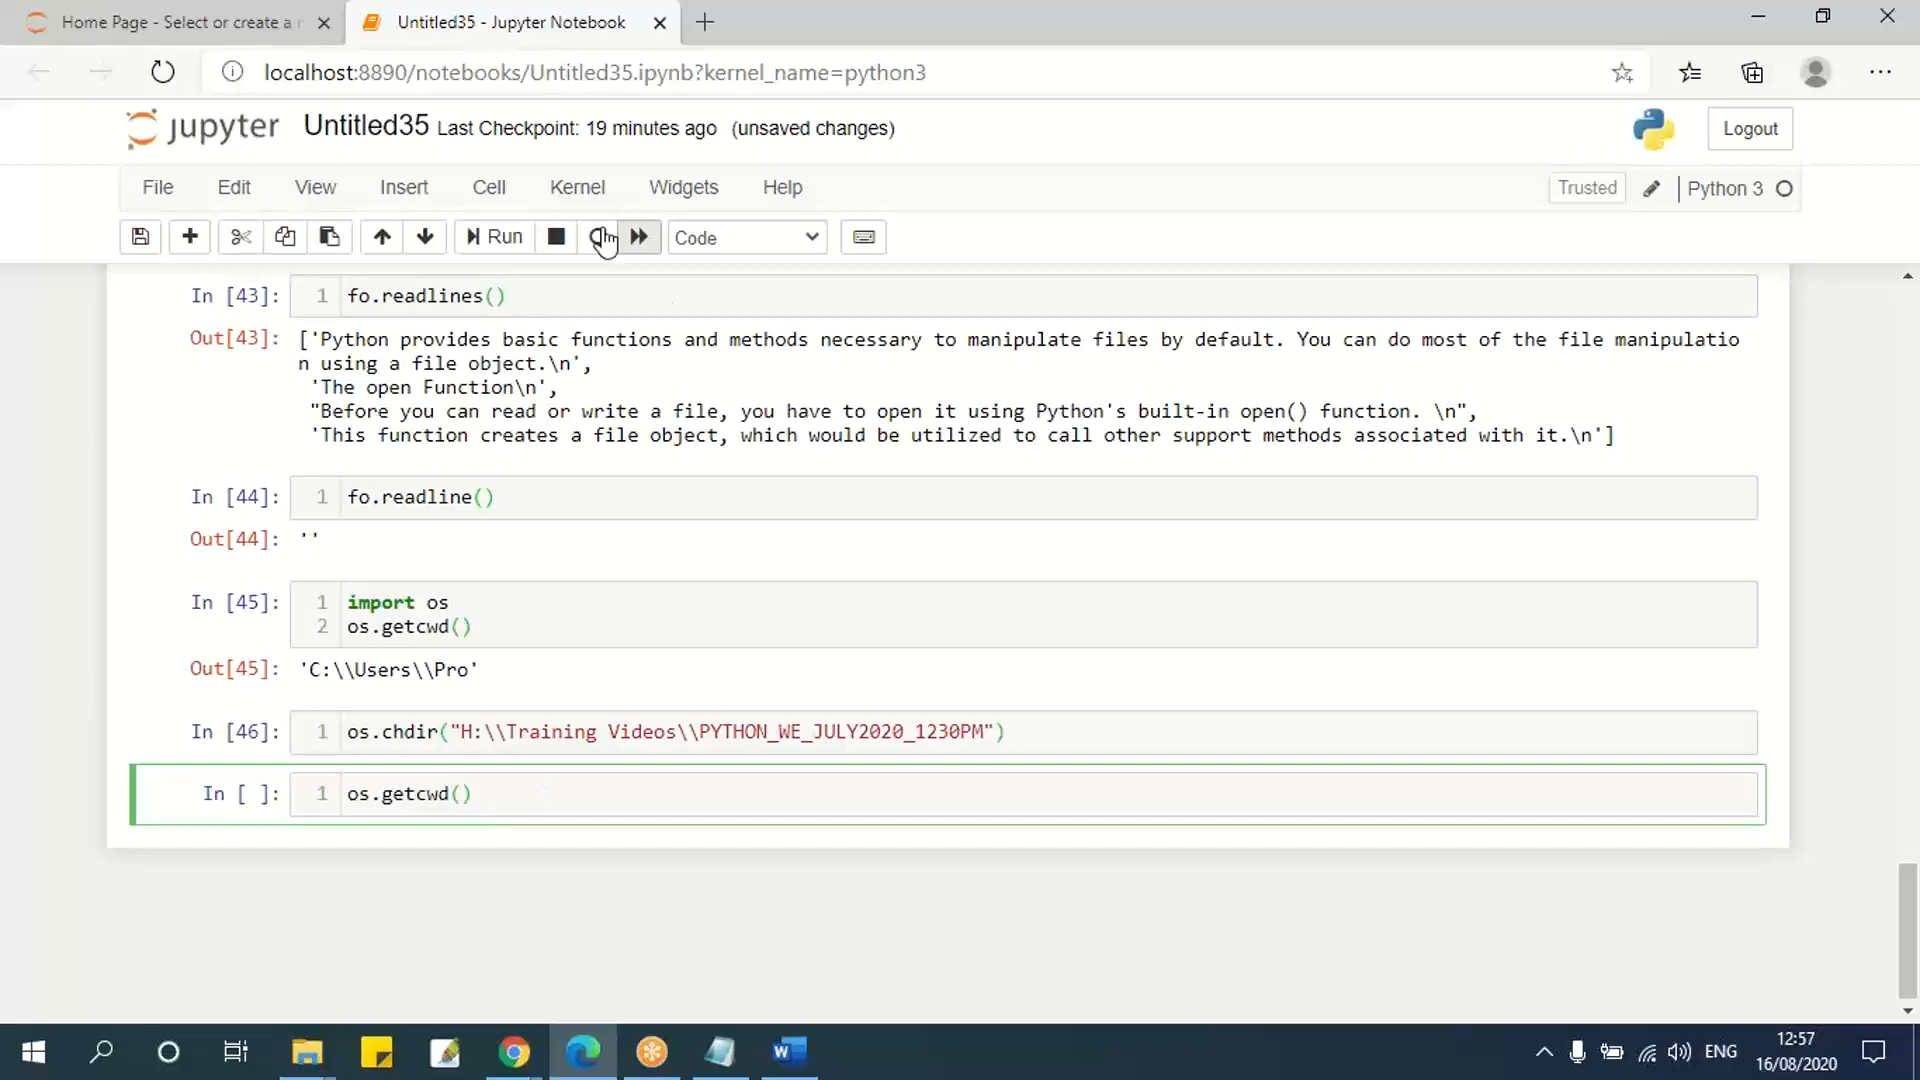 Home Page - Select or create a n
Untitled35 - Jupyter Notebook
localhost:8890/notebooks/Untitled35.ipynb?kernel_name=python3
jupyter Untitled35 Last Checkpoint: 19 minutes ago (unsaved changes)
Logout
File Edit View Insert Cell Kernel Widgets Help
Trusted
Python 3
Run
Code
In [43]: 1 fo.readlines()
Out[43]: ['Python provides basic functions and methods necessary to manipulate files by default. You can do most of the file manipulatio
n using a file object.\n',
'The open Function\n',
"Before you can read or write a file, you have to open it using Python's built-in open() function. \n",
'This function creates a file object, which would be utilized to call other support methods associated with it.\n']
In [44]: 1 fo.readline()
Out[44]: ''
In [45]: 1 import os
2 os.getcwd()
Out[45]: 'C:\\Users\\Pro'
In [46]: 1 os.chdir("H:\\Training Videos\\PYTHON_WE_JULY2020_1230PM")
In [ ]: 1 os.getcwd()
ENG
12:57
16/08/2020